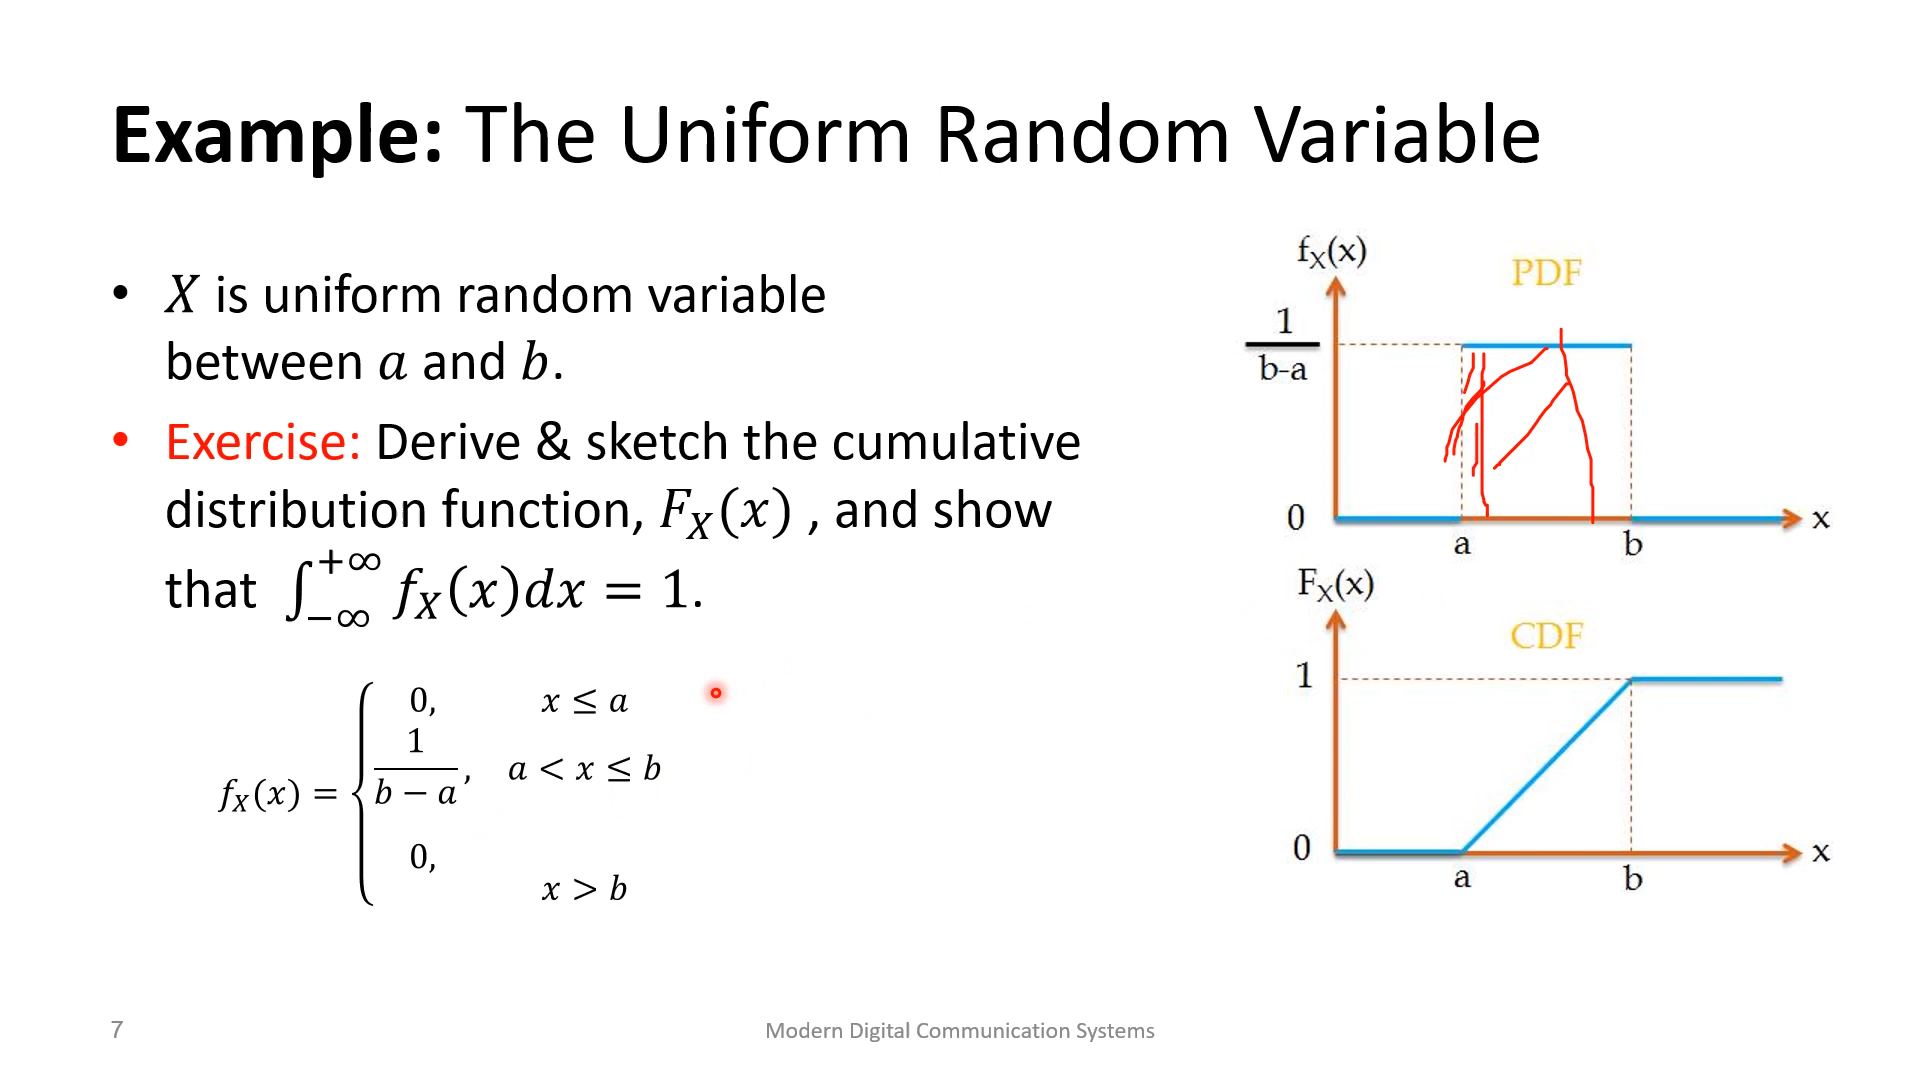 Example: The Uniform Random Variable
• X is uniform random variable
between a and b.
• Exercise: Derive & sketch the cumulative
distribution function, F_X(x) , and show
that ∫_{−∞}^{+∞} f_X(x)dx = 1.
f_X(x) = { 0, x ≤ a
1/(b − a), a < x ≤ b
0, x > b
f_X(x)
PDF
1
b-a
0
a
b
x
F_X(x)
CDF
1
0
a
b
x
7
Modern Digital Communication Systems